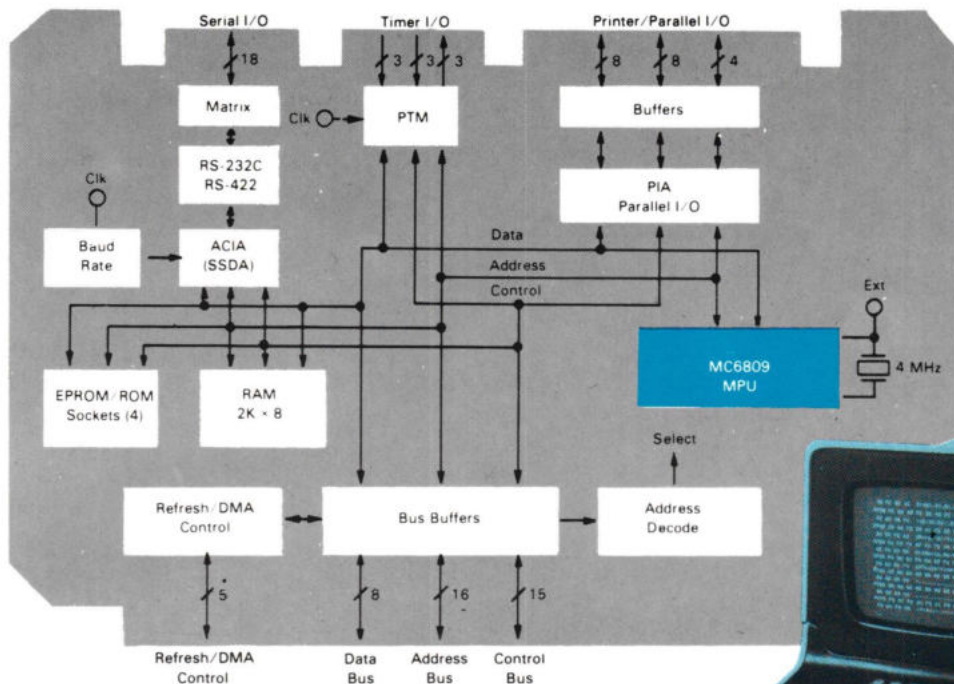 Serial I/O
Timer I/O
Printer/Parallel I/O
18
3
3
3
8
8
4
Matrix
Clk
PTM
Buffers
RS-232C
RS-422
PIA
Parallel I/O
Clk
Baud
Rate
ACIA
(SSDA)
Data
Address
Control
Ext
EPROM/ROM
Sockets (4)
RAM
2K × 8
MC6809
MPU
4 MHz
Select
Refresh/DMA
Control
Bus Buffers
Address
Decode
5
8
16
15
Refresh/DMA
Control
Data
Bus
Address
Bus
Control
Bus